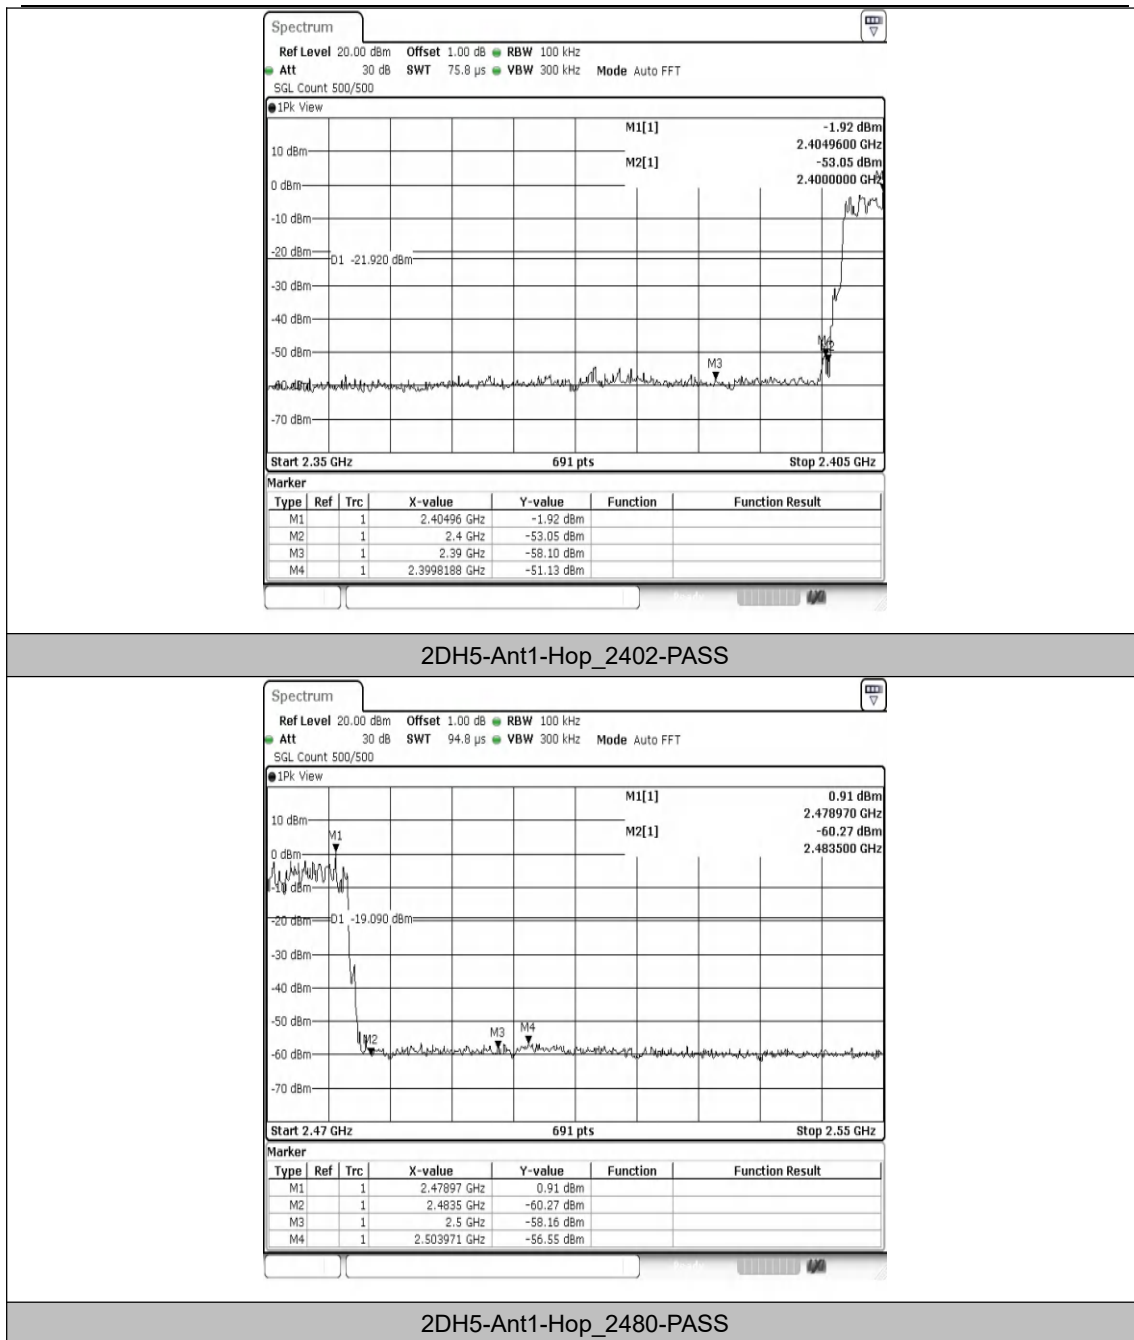 Spectrum
Ref Level 20.00 dBm Offset 1.00 dB RBW 100 kHz
Att 30 dB SWT 75.8 µs VBW 300 kHz Mode Auto FFT
SGL Count 500/500
1Pk View
M1[1] -1.92 dBm
2.4049600 GHz
M2[1] -53.05 dBm
2.4000000 GHz
10 dBm
0 dBm
-10 dBm
-20 dBm
D1 -21.920 dBm
-30 dBm
-40 dBm
-50 dBm
M3
-60 dBm
-70 dBm
Start 2.35 GHz 691 pts Stop 2.405 GHz
Marker
Type Ref Trc X-value Y-value Function Function Result
M1 1 2.40496 GHz -1.92 dBm
M2 1 2.4 GHz -53.05 dBm
M3 1 2.39 GHz -58.10 dBm
M4 1 2.3998188 GHz -51.13 dBm
2DH5-Ant1-Hop_2402-PASS
Spectrum
Ref Level 20.00 dBm Offset 1.00 dB RBW 100 kHz
Att 30 dB SWT 94.8 µs VBW 300 kHz Mode Auto FFT
SGL Count 500/500
1Pk View
M1[1] 0.91 dBm
2.478970 GHz
M2[1] -60.27 dBm
2.483500 GHz
10 dBm
M1
0 dBm
-10 dBm
-20 dBm
D1 -19.090 dBm
-30 dBm
-40 dBm
-50 dBm
M2 M3 M4
-60 dBm
-70 dBm
Start 2.47 GHz 691 pts Stop 2.55 GHz
Marker
Type Ref Trc X-value Y-value Function Function Result
M1 1 2.47897 GHz 0.91 dBm
M2 1 2.4835 GHz -60.27 dBm
M3 1 2.5 GHz -58.16 dBm
M4 1 2.503971 GHz -56.55 dBm
2DH5-Ant1-Hop_2480-PASS